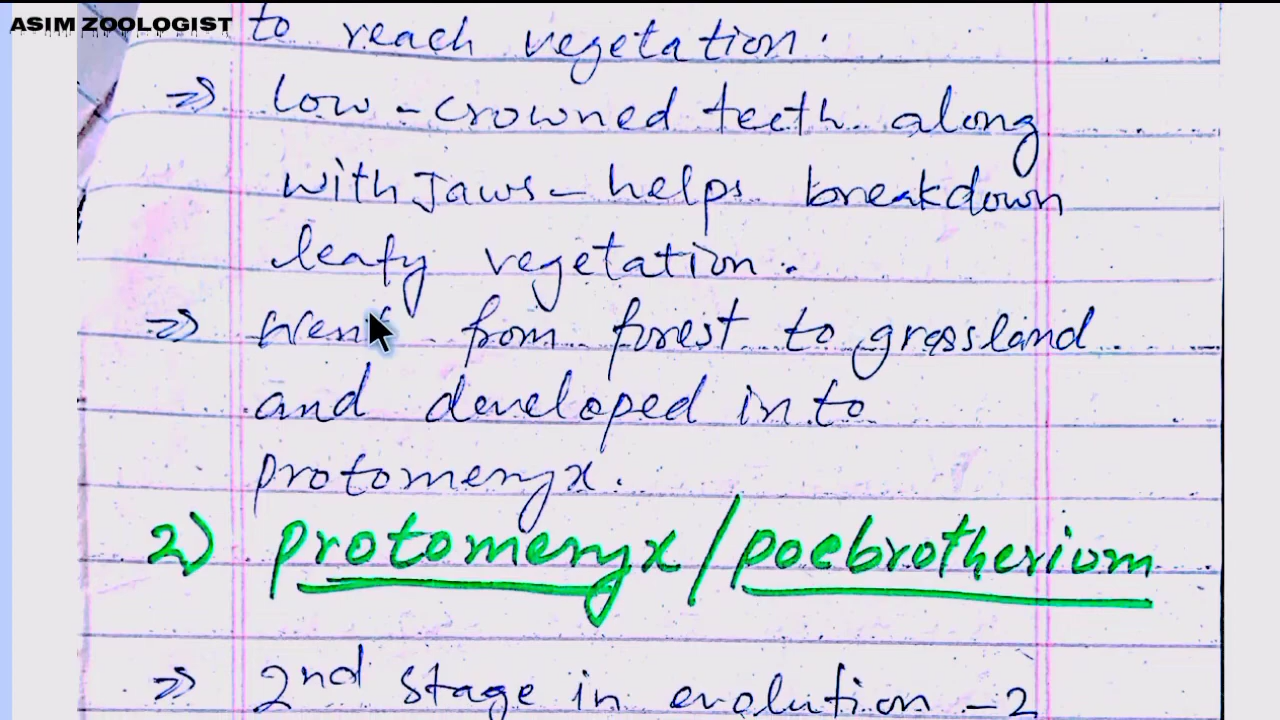 ASIM ZOOLOGIST
to reach vegetation.
⇒ low-crowned teeth along
with Jaws - helps breakdown
leafy vegetation.
⇒ went from forest to grassland
and developed into
protomeryx.
2) protomeryx/poebrotherium
⇒ 2nd stage in evolution - 2